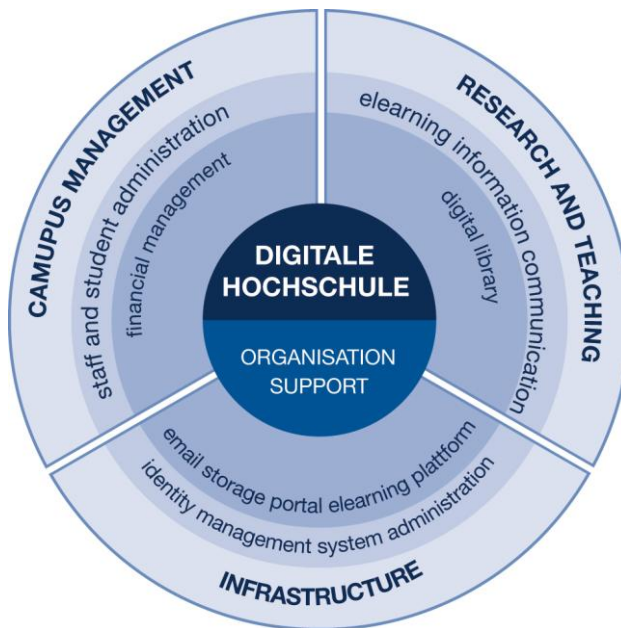 CAMUPUS MANAGEMENT
staff and student administration
financial management
RESEARCH AND TEACHING
elearning information communication
digital library
DIGITALE
HOCHSCHULE
ORGANISATION
SUPPORT
email storage portal elearning plattform
identity management system administration
INFRASTRUCTURE